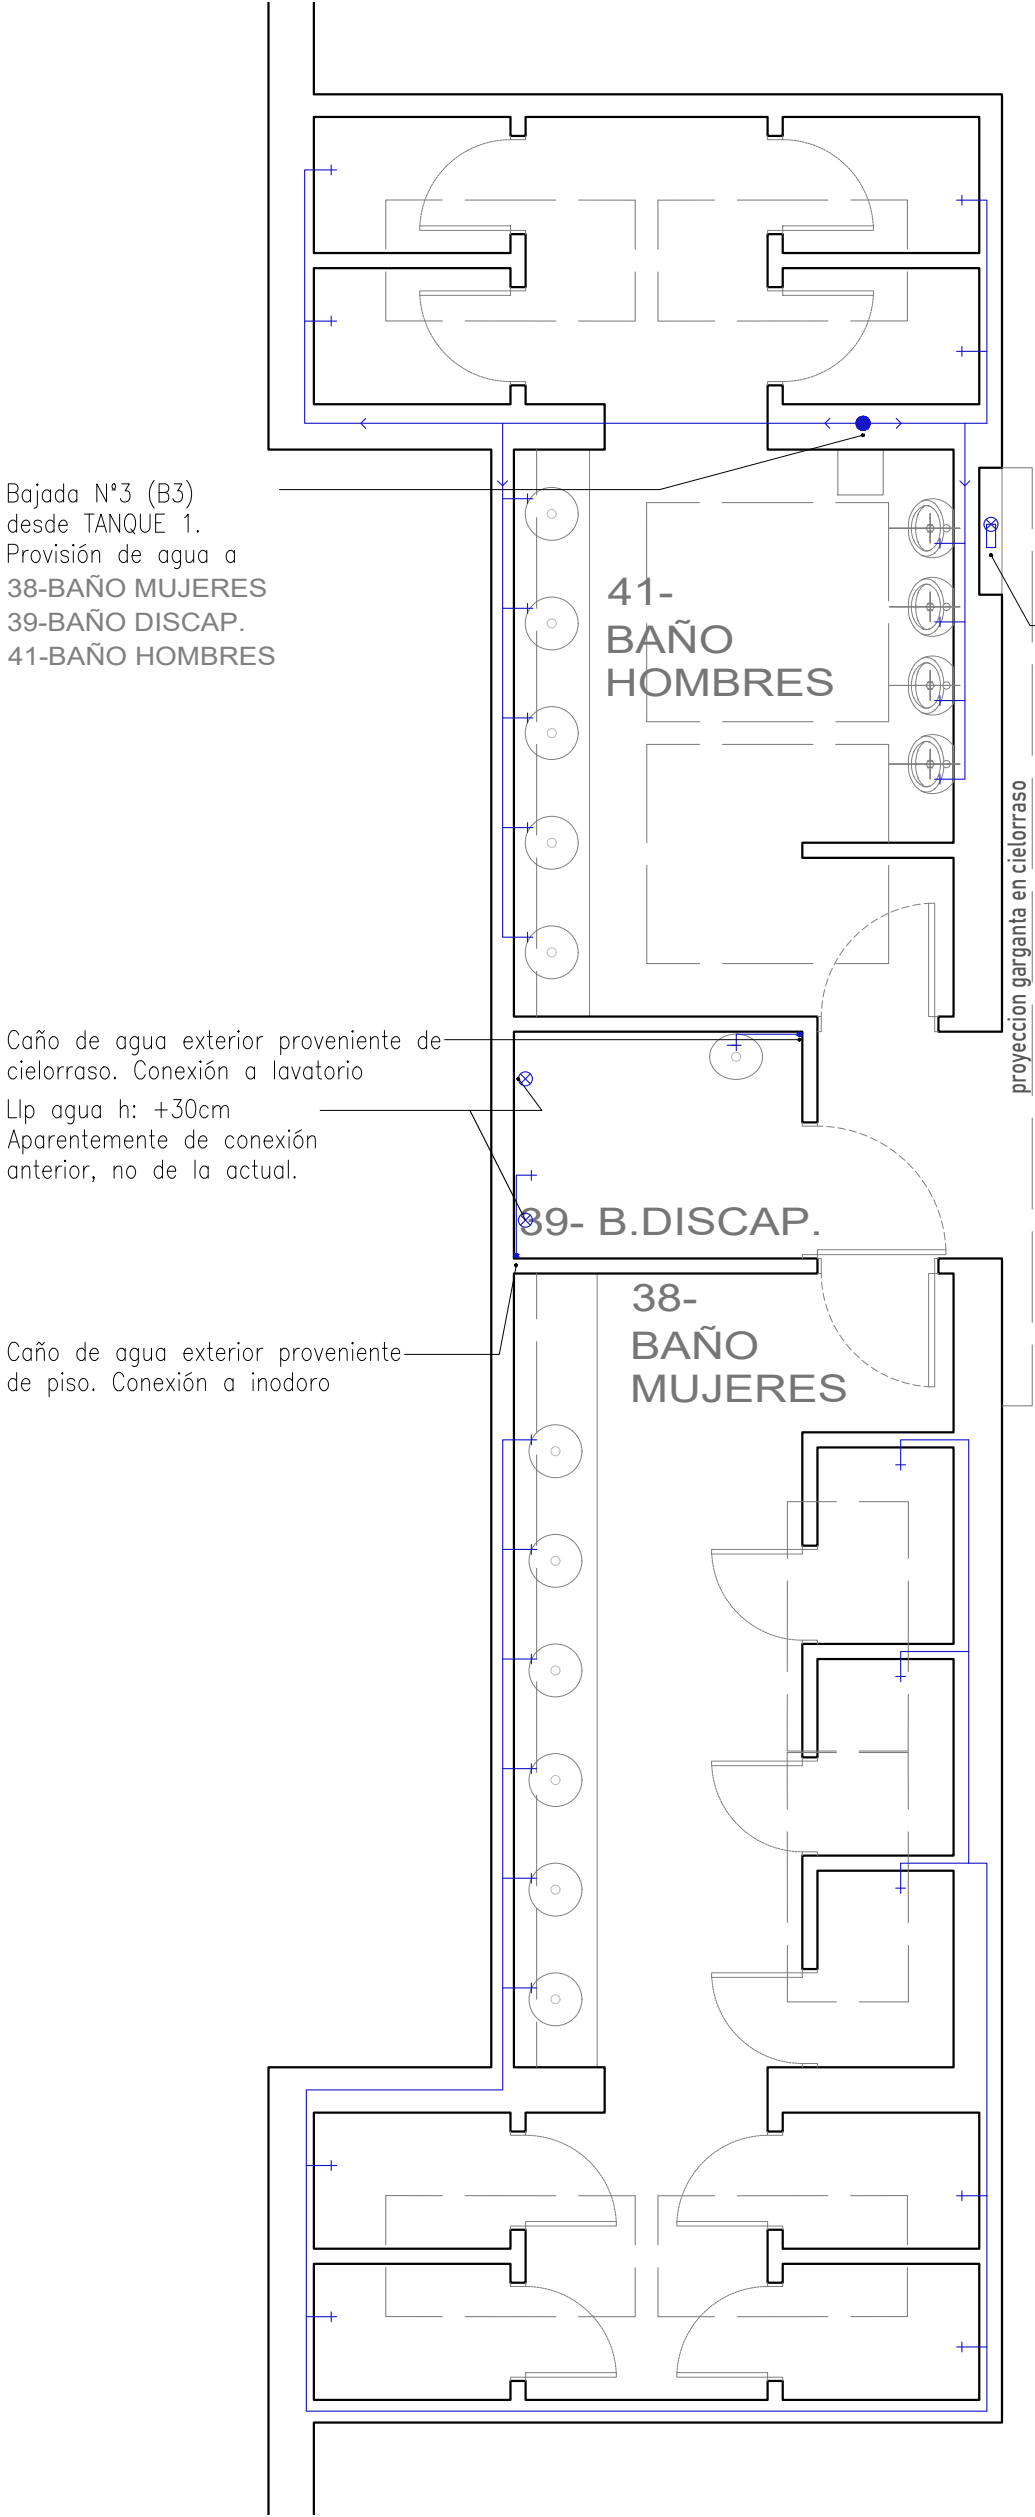 Bajada Nº3 (B3)
desde TANQUE 1.
Provisión de agua a
38-BAÑO MUJERES
39-BAÑO DISCAP.
41-BAÑO HOMBRES
41-
BAÑO
HOMBRES
proyeccion garganta en cielorraso
Caño de agua exterior proveniente de
cielorraso. Conexión a lavatorio
Llp agua h: +30cm
Aparentemente de conexión
anterior, no de la actual.
39- B.DISCAP.
38-
BAÑO
MUJERES
Caño de agua exterior proveniente
de piso. Conexión a inodoro